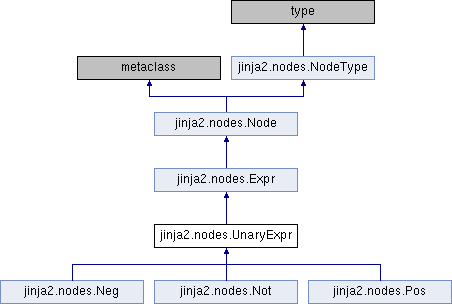 type
metaclass
jinja2.nodes.NodeType
jinja2.nodes.Node
jinja2.nodes.Expr
jinja2.nodes.UnaryExpr
jinja2.nodes.Neg
jinja2.nodes.Not
jinja2.nodes.Pos